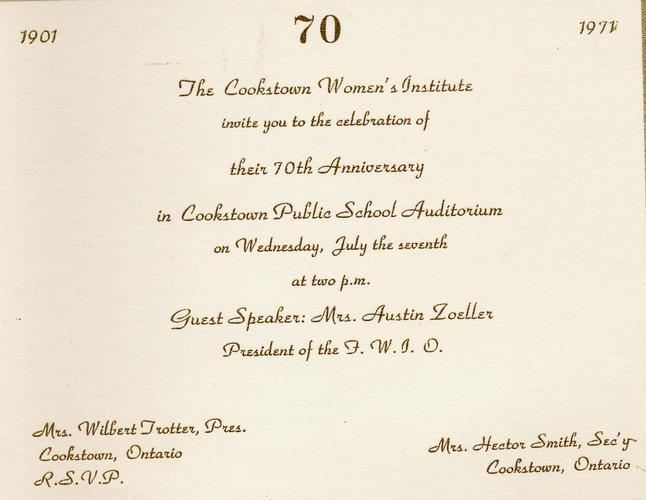 1901 70 1971
The Cookstown Women's Institute
invite you to the celebration of
their 70th Anniversary
in Cookstown Public School Auditorium
on Wednesday, July the seventh
at two p.m.
Guest Speaker: Mrs. Austin Zoeller
President of the F. W. I. O.
Mrs. Wilbert Trotter, Pres.
Cookstown, Ontario
R.S.V.P.
Mrs. Hector Smith, Sec'y
Cookstown, Ontario